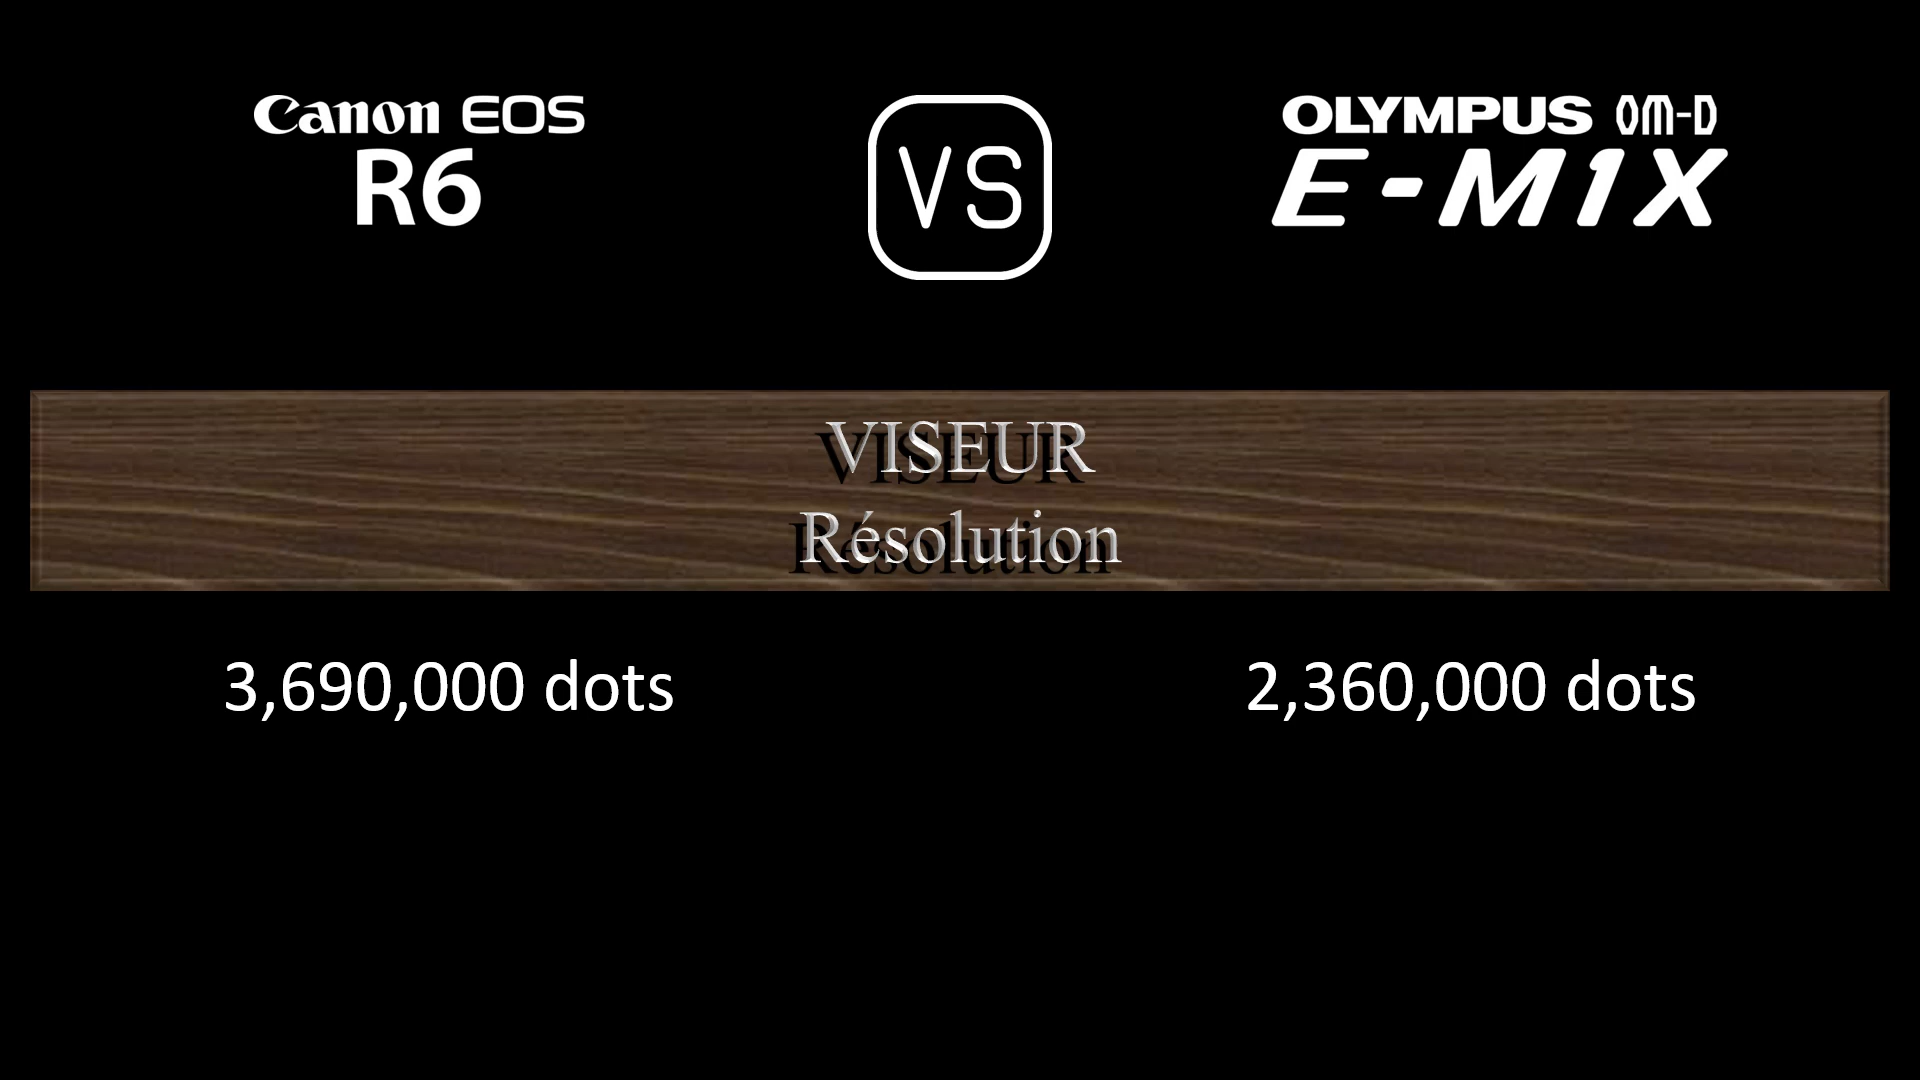 Canon EOS
R6
VS
OLYMPUS OM-D
E-M1X
VISEUR
Résolution
3,690,000 dots
2,360,000 dots